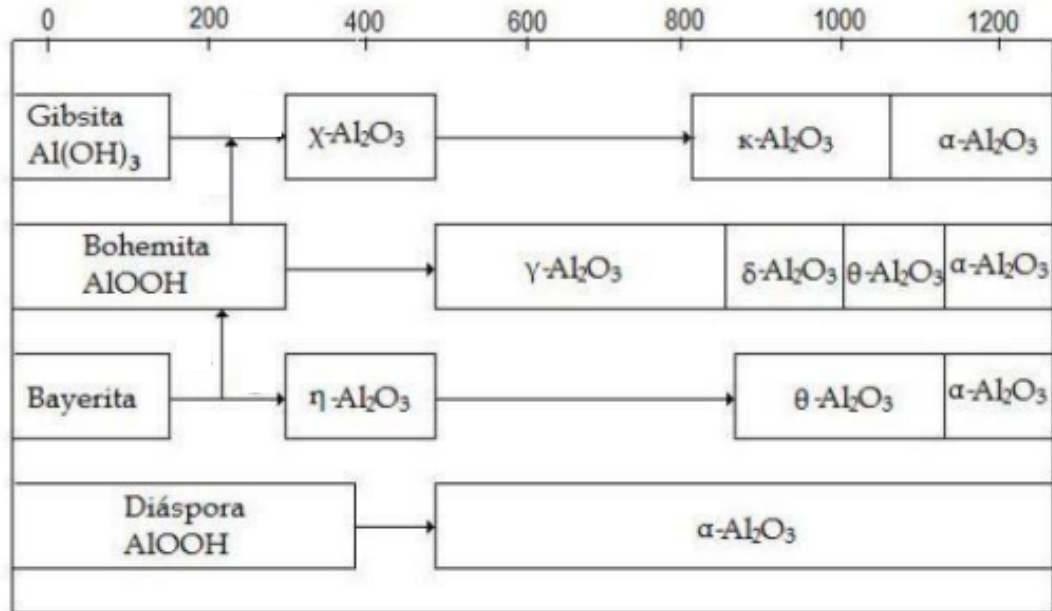 0 200 400 600 800 1000 1200
Gibsita
Al(OH)₃
χ-Al₂O₃
κ-Al₂O₃
α-Al₂O₃
Bohemita
AlOOH
γ-Al₂O₃
δ-Al₂O₃
θ-Al₂O₃
α-Al₂O₃
Bayerita
η-Al₂O₃
θ-Al₂O₃
α-Al₂O₃
Diáspora
AlOOH
α-Al₂O₃